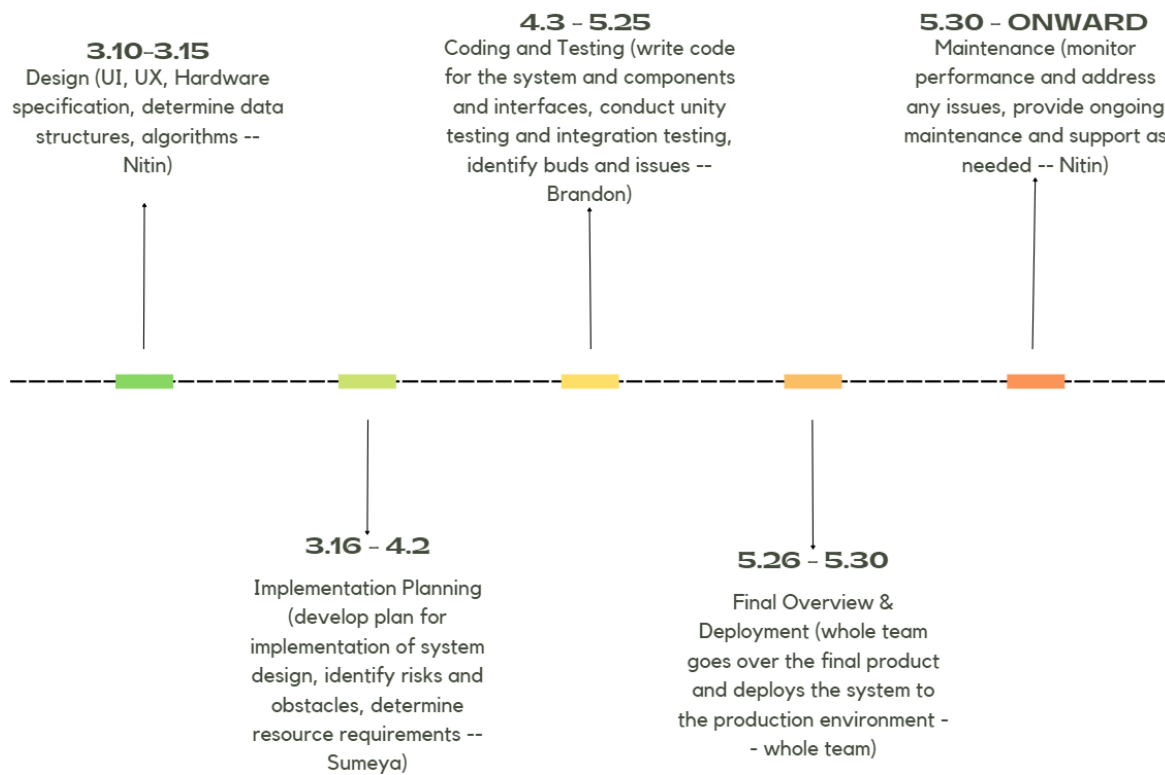 3.10-3.15
Design (UI, UX, Hardware
specification, determine data
structures, algorithms --
Nitin)
3.16 - 4.2
Implementation Planning
(develop plan for
implementation of system
design, identify risks and
obstacles, determine
resource requirements --
Sumeya)
4.3 - 5.25
Coding and Testing (write code
for the system and components
and interfaces, conduct unity
testing and integration testing,
identify buds and issues --
Brandon)
5.26 - 5.30
Final Overview &
Deployment (whole team
goes over the final product
and deploys the system to
the production environment -
- whole team)
5.30 - ONWARD
Maintenance (monitor
performance and address
any issues, provide ongoing
maintenance and support as
needed -- Nitin)